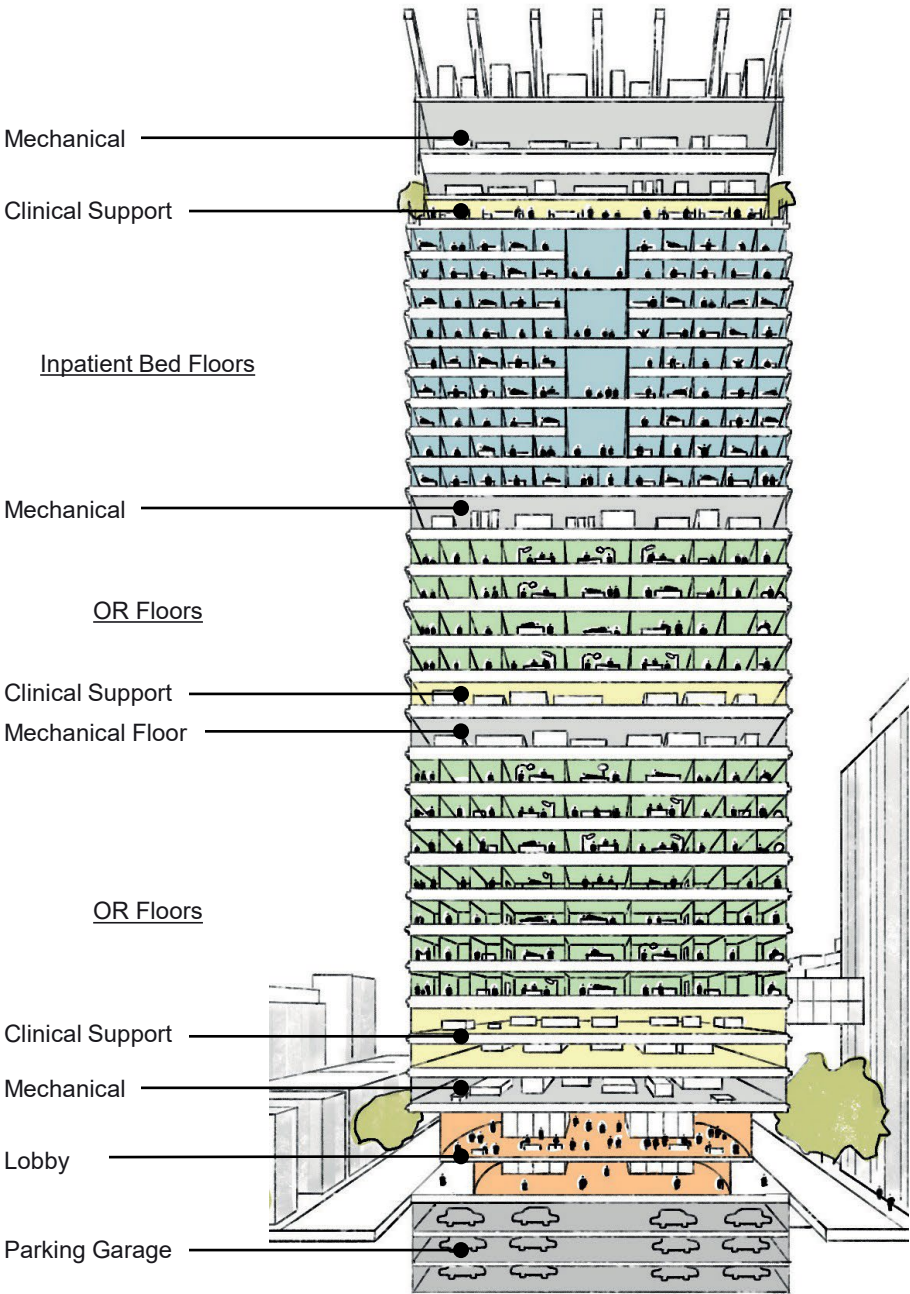 Mechanical
Clinical Support
Inpatient Bed Floors
Mechanical
OR Floors
Clinical Support
Mechanical Floor
OR Floors
Clinical Support
Mechanical
Lobby
Parking Garage